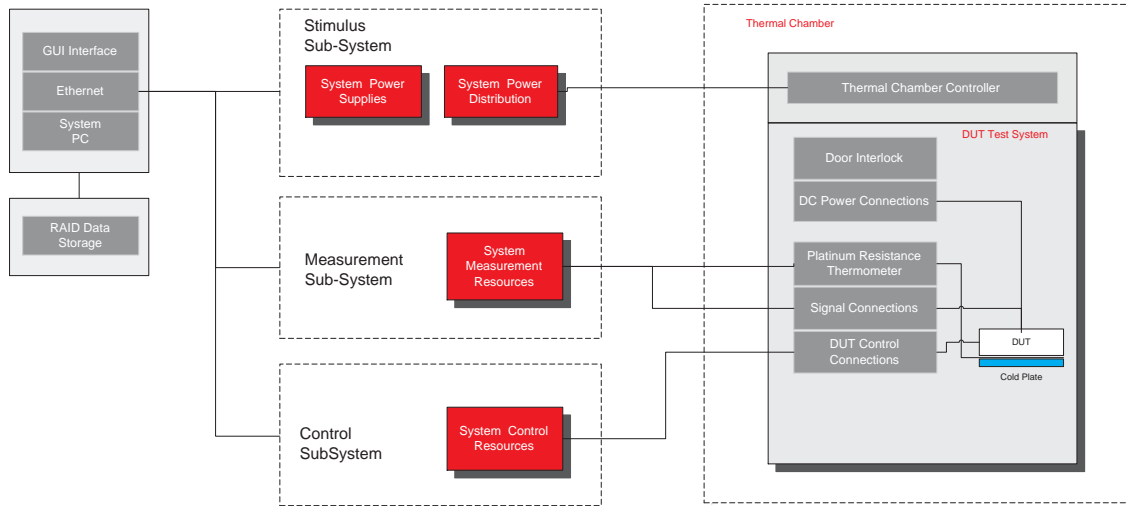 GUI Interface
Ethernet
System
PC
RAID Data
Storage
Stimulus
Sub-System
System Power
Supplies
System Power
Distribution
Measurement
Sub-System
System
Measurement
Resources
Control
SubSystem
System Control
Resources
Thermal Chamber
Thermal Chamber Controller
DUT Test System
Door Interlock
DC Power Connections
Platinum Resistance
Thermometer
Signal Connections
DUT Control
Connections
DUT
Cold Plate